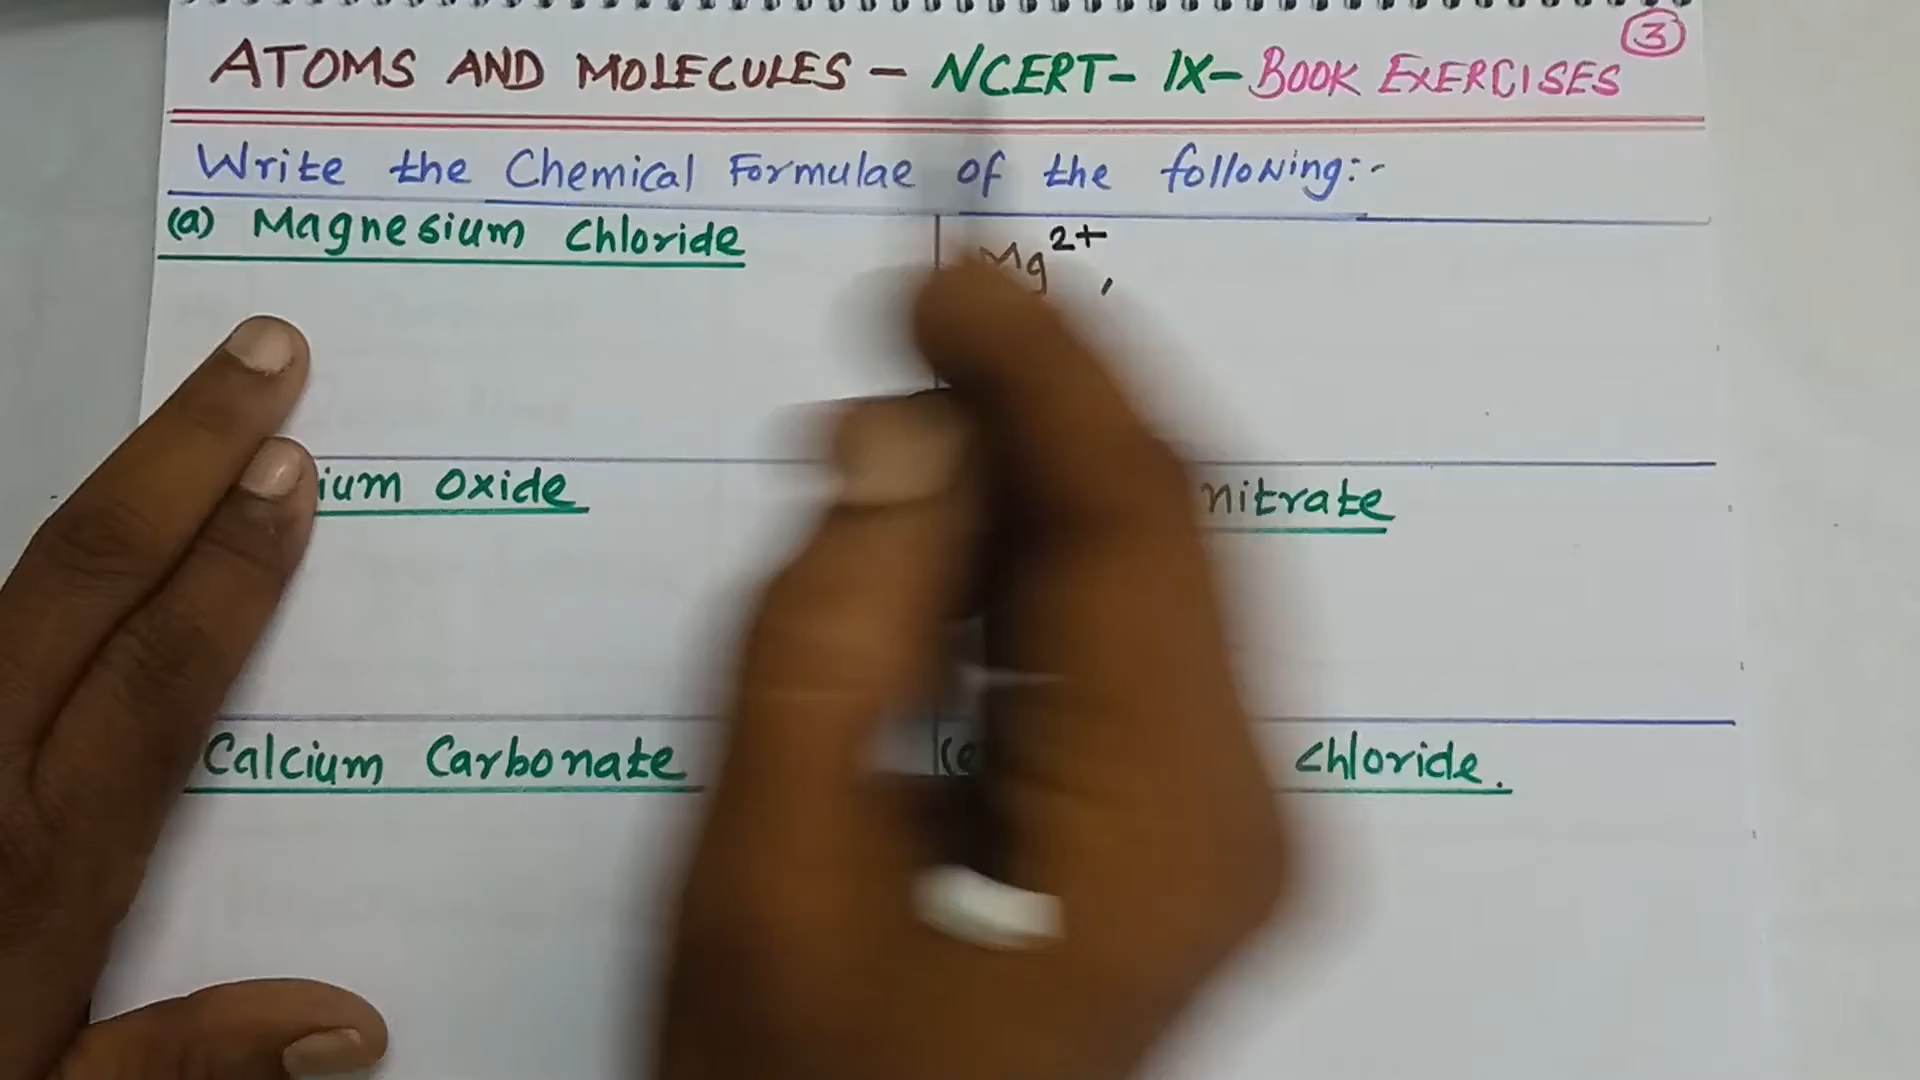 ATOMS AND MOLECULES - NCERT- IX- BOOK EXERCISES 3
Write the Chemical Formulae of the following:-
(a) Magnesium Chloride
Mg2+ ,
Oxide
nitrate
Calcium Carbonate
(e
Chloride.